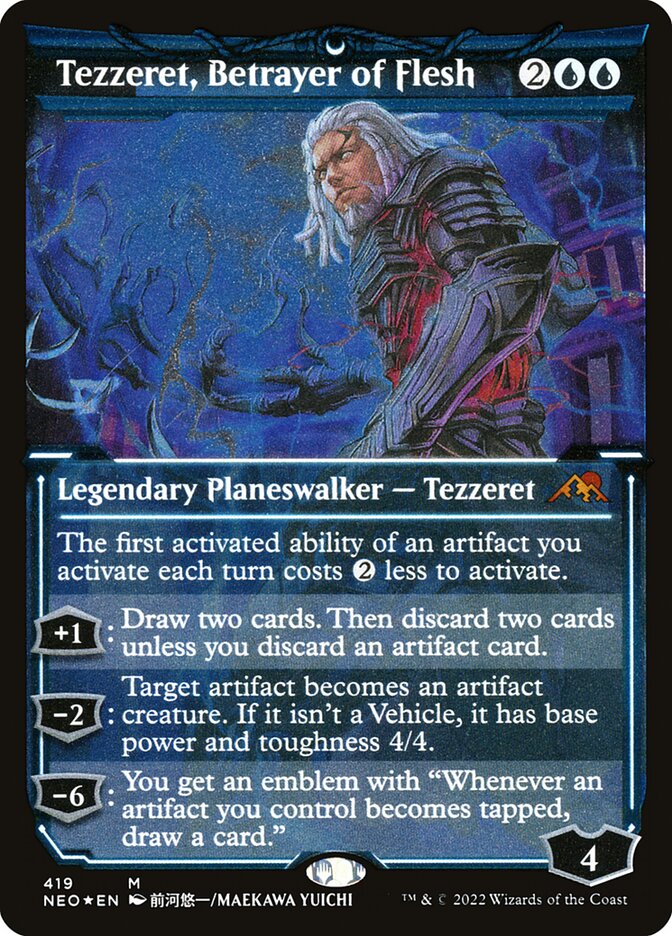 Tezzeret, Betrayer of Flesh 2
Legendary Planeswalker — Tezzeret
The first activated ability of an artifact you
activate each turn costs 2 less to activate.
+1 : Draw two cards. Then discard two cards
unless you discard an artifact card.
Target artifact becomes an artifact
−2 : creature. If it isn't a Vehicle, it has base
power and toughness 4/4.
You get an emblem with “Whenever an
−6 : artifact you control becomes tapped,
draw a card.”
4
419 M
NEO★EN 前河悠一/MAEKAWA YUICHI ™ & © 2022 Wizards of the Coast